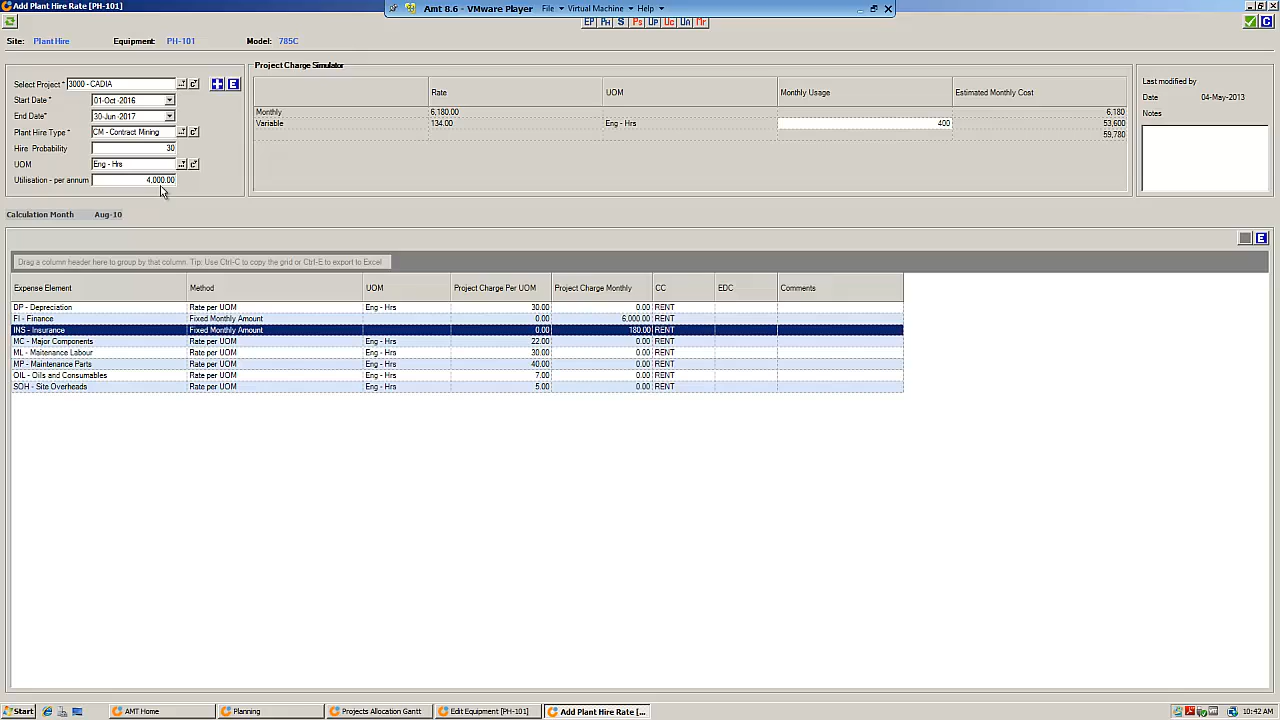 Add Plant Hire Rate [PH-101]
Amt 8.6 - VMware Player File Virtual Machine Help
EP PH S Ps Up Uc UA Mr
Site: Plant Hire Equipment: PH-101 Model: 785C
Select Project * 3000 - CADIA
Start Date * 01-Oct -2016
End Date* 30-Jun -2017
Plant Hire Type * CM - Contract Mining
Hire Probability 30
UOM Eng - Hrs
Utilisation - per annum 4,000.00
Project Charge Simulator
Rate UOM Monthly Usage Estimated Monthly Cost
Monthly 6,180.00 6,180
Variable 134.00 Eng - Hrs 400 53,600
59,780
Last modified by
Date 04-May-2013
Notes
Calculation Month Aug-10
Drag a column header here to group by that column. Tip: Use Ctrl-C to copy the grid or Ctrl-E to export to Excel
Expense Element Method UOM Project Charge Per UOM Project Charge Monthly CC EDC Comments
DP - Depreciation Rate per UOM Eng - Hrs 30.00 0.00 RENT
FI - Finance Fixed Monthly Amount 0.00 6,000.00 RENT
INS - Insurance Fixed Monthly Amount 0.00 180.00 RENT
MC - Major Components Rate per UOM Eng - Hrs 22.00 0.00 RENT
ML - Maitenance Labour Rate per UOM Eng - Hrs 30.00 0.00 RENT
MP - Maintenance Parts Rate per UOM Eng - Hrs 40.00 0.00 RENT
OIL - Oils and Consumables Rate per UOM Eng - Hrs 7.00 0.00 RENT
SOH - Site Overheads Rate per UOM Eng - Hrs 5.00 0.00 RENT
Start AMT Home Planning Projects Allocation Gantt Edit Equipment [PH-101] Add Plant Hire Rate [... 10:42 AM